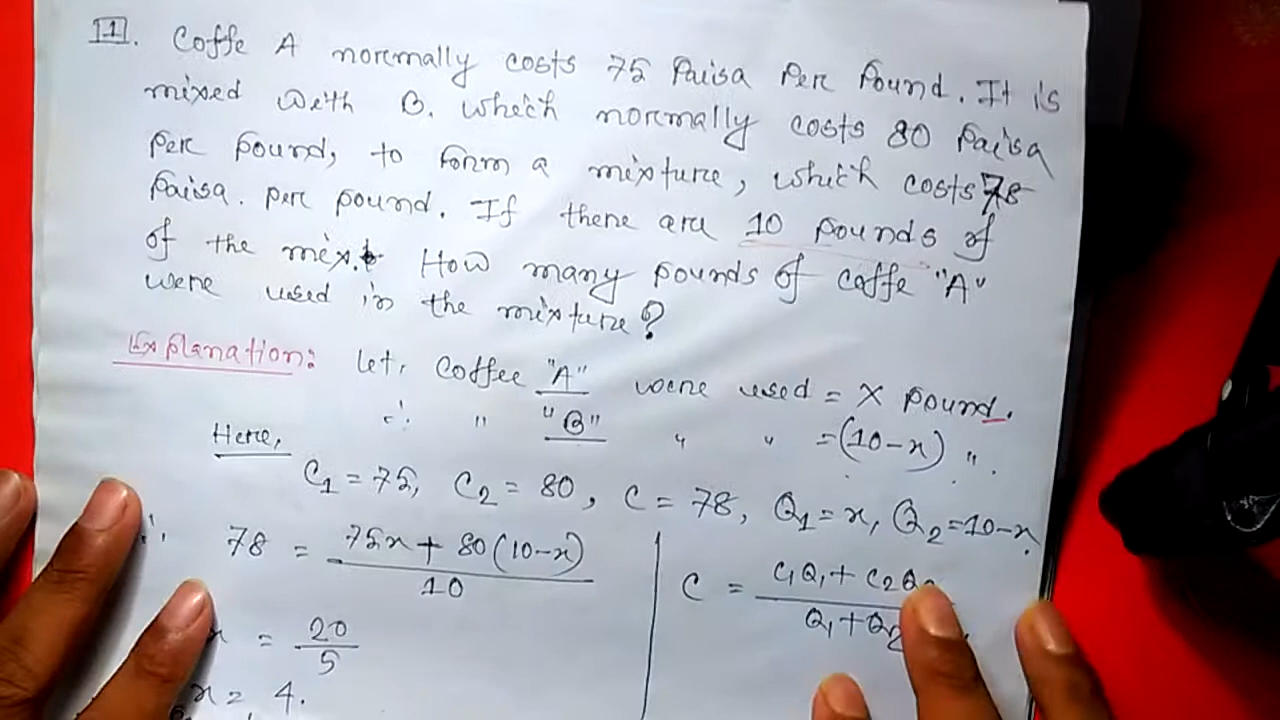 1. Coffe A normally costs 75 Paisa Per Pound. It is
mixed with B. which normally costs 80 Paisa
Per pound, to form a mixture, which costs 78
Paisa. per pound. If there are 10 pounds of
of the mix. How many pounds of coffe "A"
were used in the mixture?
Explanation: Let, Coffee "A" were used = x pound.
∴ " "B" " " = (10-x) ".
Here,
C1 = 75, C2 = 80, C = 78, Q1 = x, Q2 = 10-x.
∴ 78 = 75x + 80(10-x) / 10
C = C1Q1 + C2Q2 / Q1 + Q2
x = 20 / 5
x = 4.